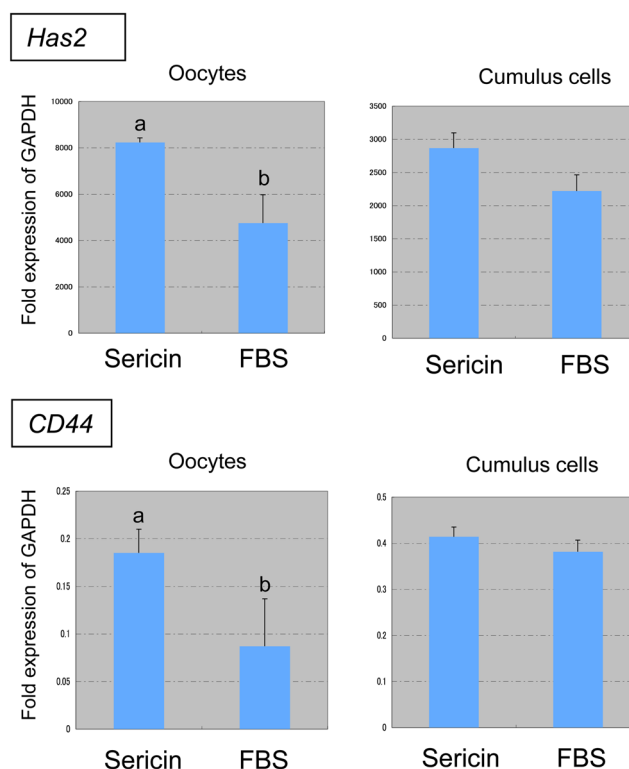 Has2
Oocytes
Fold expression of GAPDH
10000
8000
6000
4000
2000
0
a
b
Sericin
FBS
Cumulus cells
3500
3000
2500
2000
1500
1000
500
0
Sericin
FBS
CD44
Oocytes
Fold expression of GAPDH
0.25
0.2
0.15
0.1
0.05
0
a
b
Sericin
FBS
Cumulus cells
0.5
0.4
0.3
0.2
0.1
0
Sericin
FBS